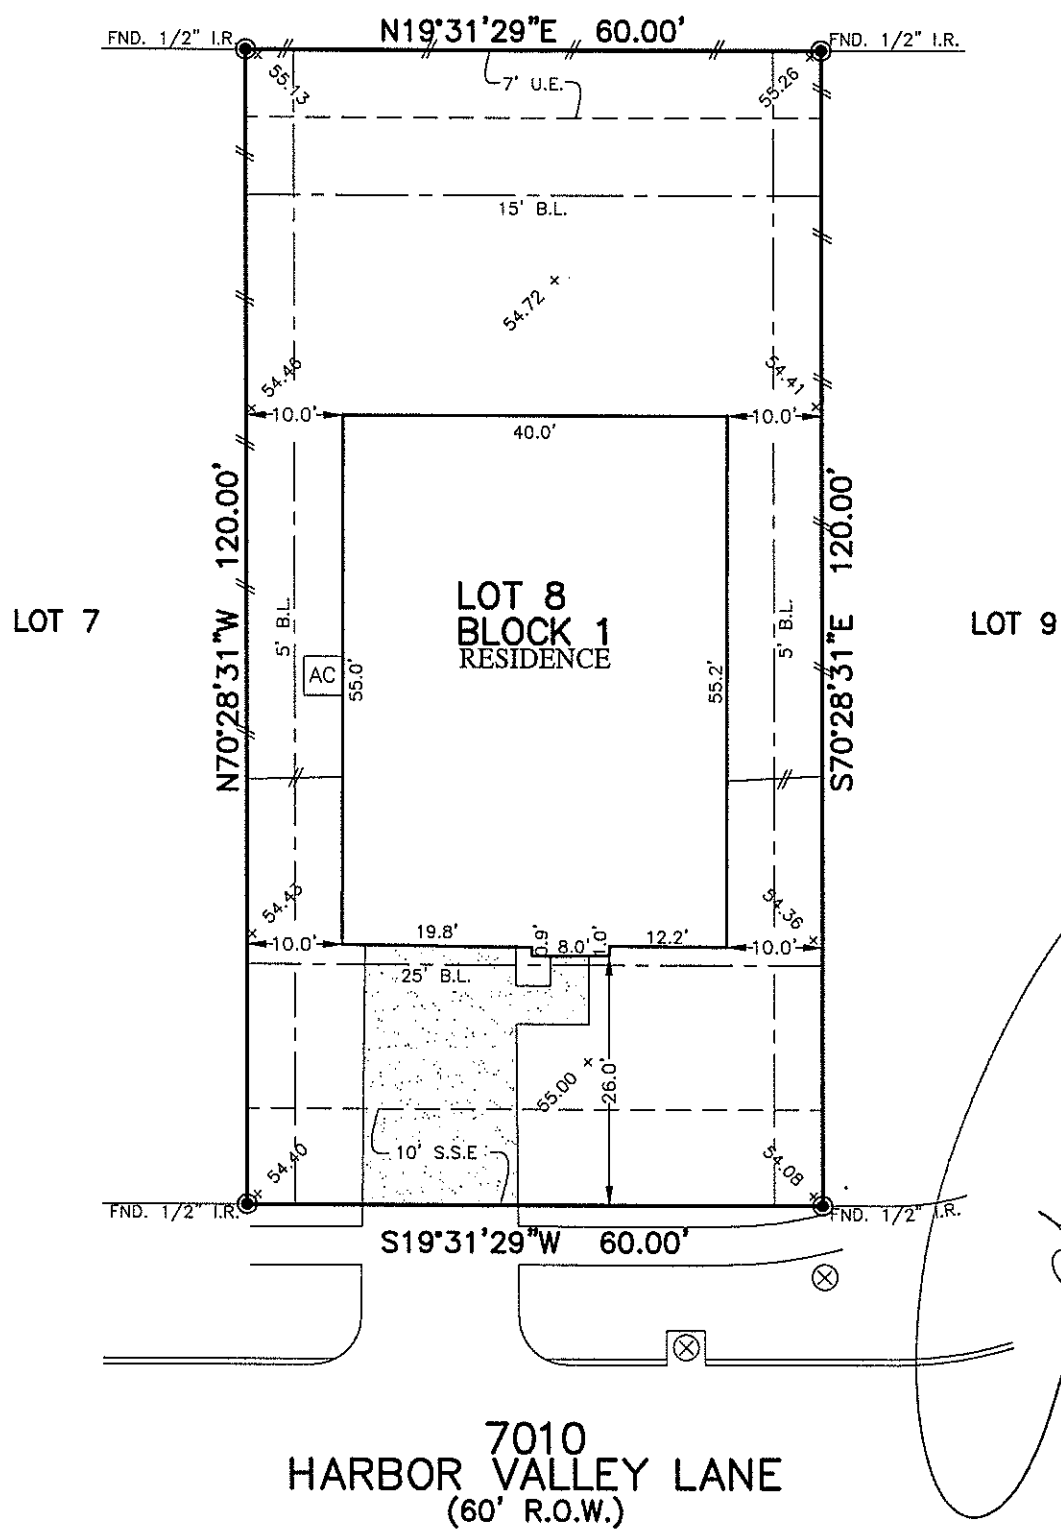 N19°31'29"E 60.00'
FND. 1/2" I.R.
FND. 1/2" I.R.
55.13
7' U.E.
55.26
15' B.L.
54.72
54.46
54.41
10.0'
10.0'
40.0'
N70°28'31"W 120.00'
S70°28'31"E 120.00'
LOT 7
LOT 8
BLOCK 1
RESIDENCE
LOT 9
5' B.L.
5' B.L.
AC
55.0'
55.2'
54.43
54.36
10.0'
19.8'
0.9'
8.0'
1.0'
12.2'
10.0'
25' B.L.
55.00
26.0'
10' S.S.E
54.40
54.08
FND. 1/2" I.R.
FND. 1/2" I.R.
S19°31'29"W 60.00'
7010
HARBOR VALLEY LANE
(60' R.O.W.)